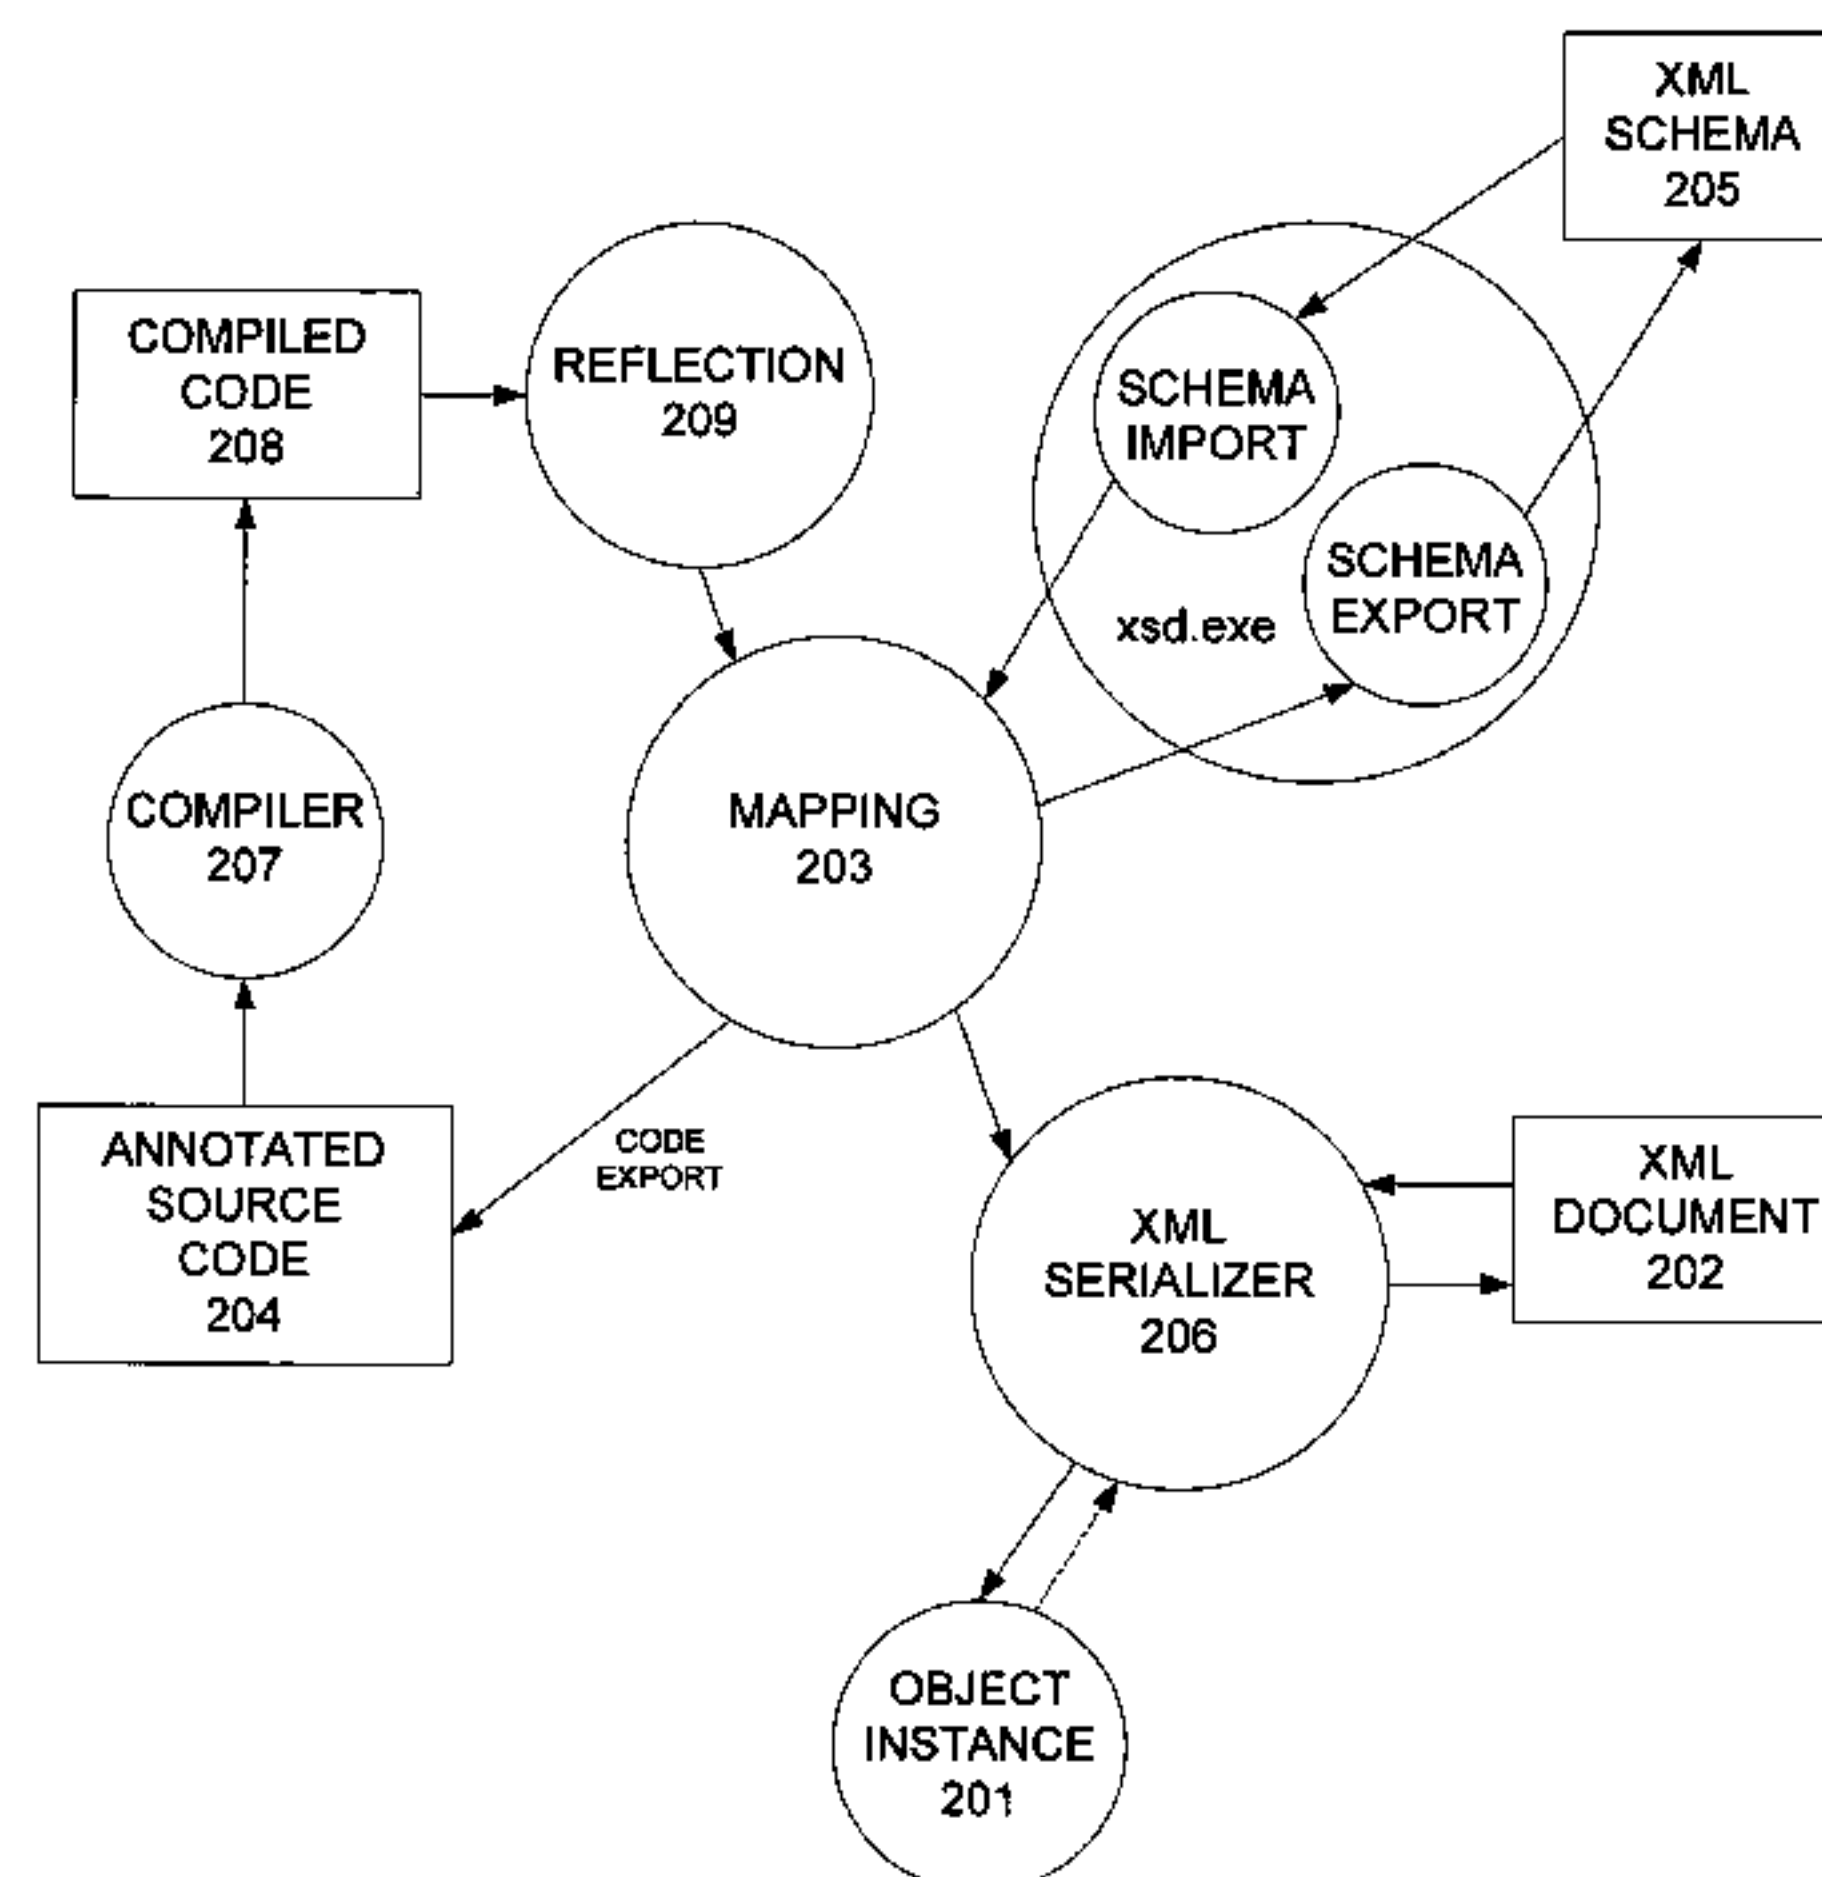 XML
SCHEMA
205
COMPILED
CODE
208
REFLECTION
209
SCHEMA
IMPORT
SCHEMA
EXPORT
xsd.exe
MAPPING
203
COMPILER
207
ANNOTATED
SOURCE
CODE
204
CODE
EXPORT
XML
SERIALIZER
206
XML
DOCUMENT
202
OBJECT
INSTANCE
201